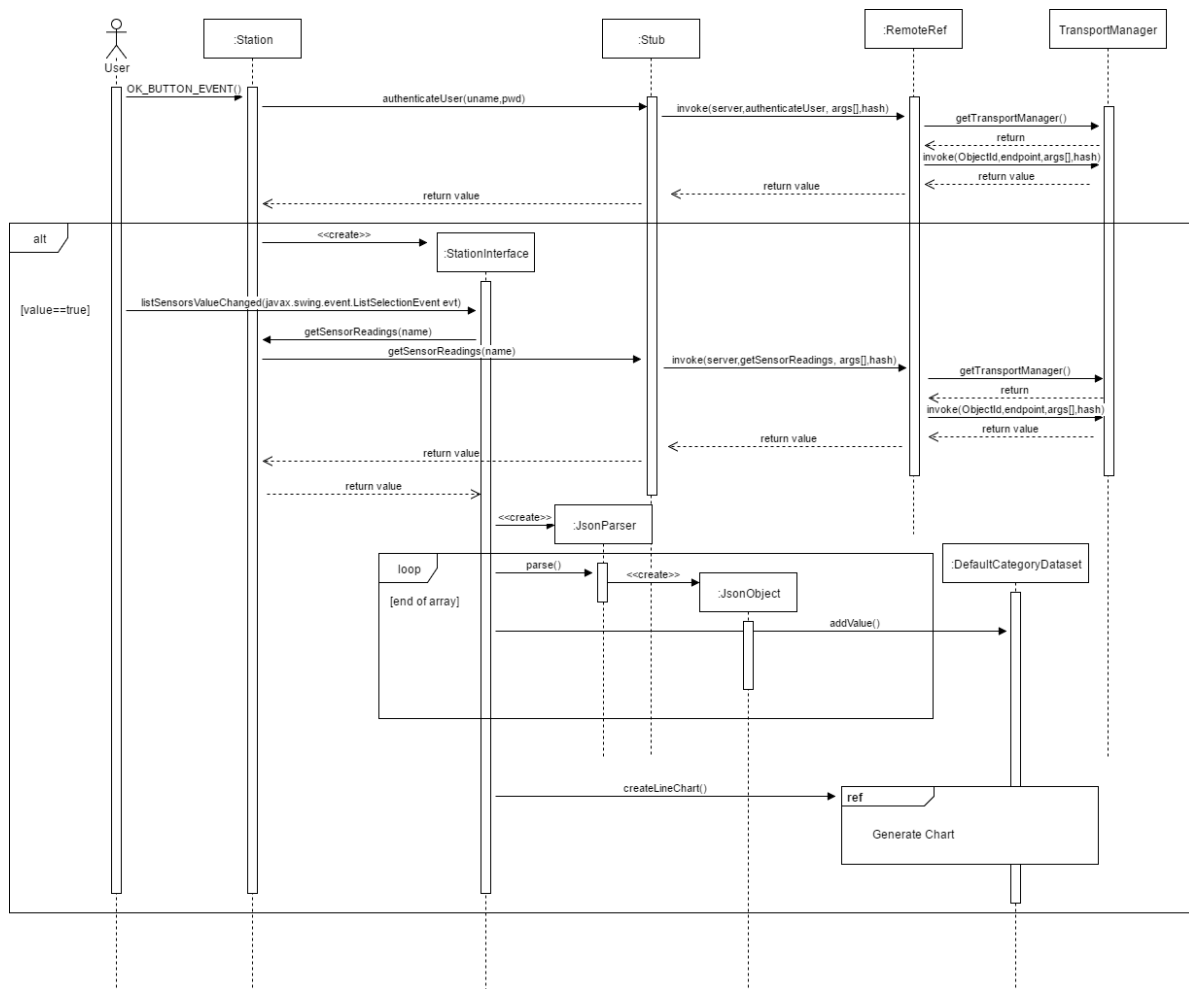 :Station
:Stub
:RemoteRef
TransportManager
User
OK_BUTTON_EVENT()
authenticateUser(uname,pwd)
invoke(server,authenticateUser, args[],hash)
getTransportManager()
return
invoke(ObjectId,endpoint,args[],hash)
return value
return value
return value
alt
<<create>>
:StationInterface
[value==true]
listSensorsValueChanged(javax.swing.event.ListSelectionEvent evt)
getSensorReadings(name)
getSensorReadings(name)
invoke(server,getSensorReadings, args[],hash)
getTransportManager()
return
invoke(ObjectId,endpoint,args[],hash)
return value
return value
return value
return value
<<create>>
:JsonParser
loop
parse()
<<create>>
:DefaultCategoryDataset
[end of array]
:JsonObject
addValue()
createLineChart()
ref
Generate Chart